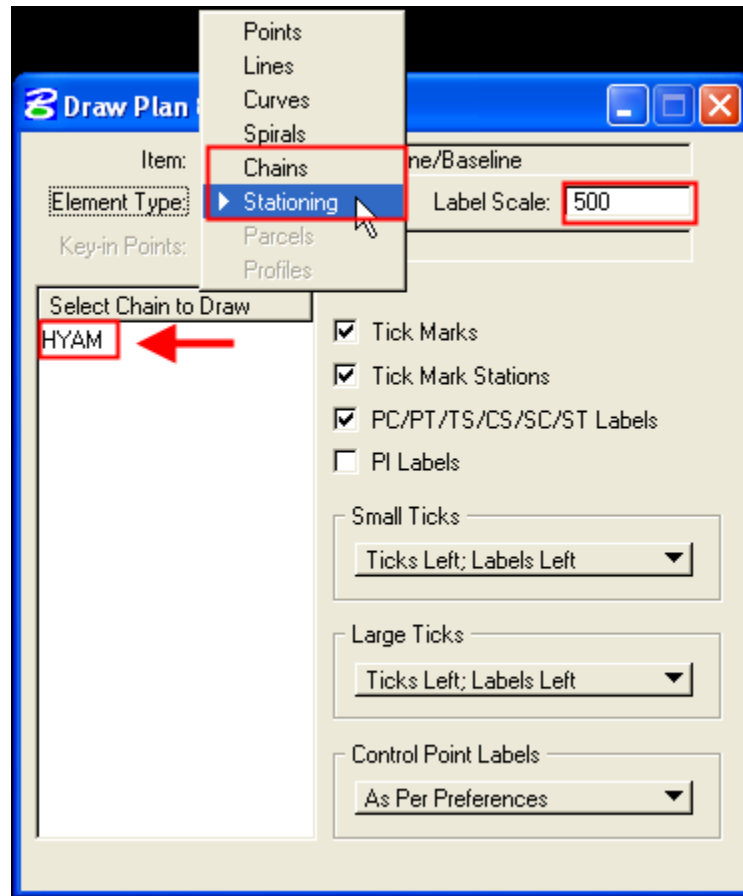 Points
Lines
Curves
Spirals
Chains
Stationing
Parcels
Profiles
Draw Plan
Item:
ne/Baseline
Element Type:
Label Scale: 500
Key-in Points:
Select Chain to Draw
HYAM
Tick Marks
Tick Mark Stations
PC/PT/TS/CS/SC/ST Labels
PI Labels
Small Ticks
Ticks Left; Labels Left
Large Ticks
Ticks Left; Labels Left
Control Point Labels
As Per Preferences